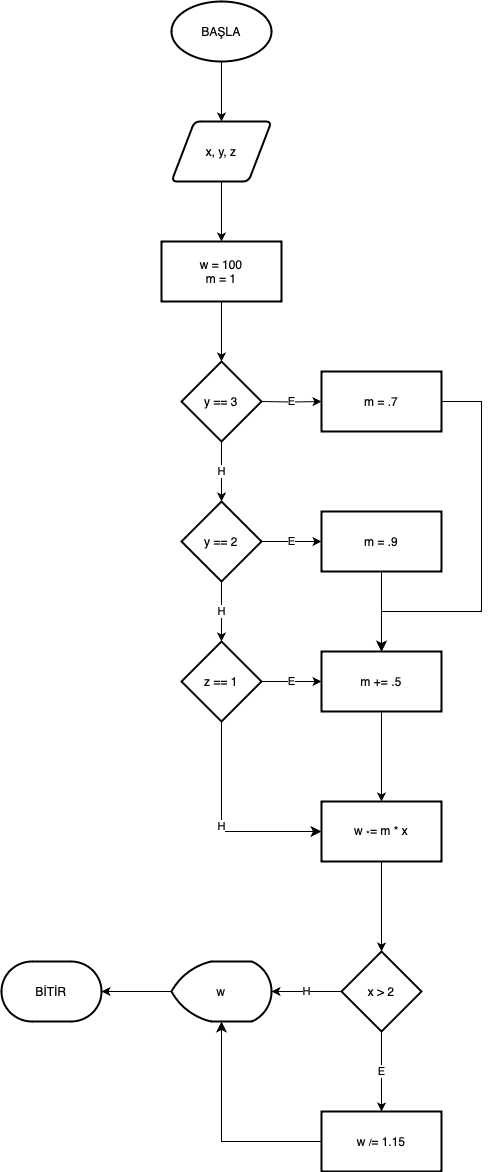 BAŞLA
x, y, z
w = 100
m = 1
y == 3
E
m = .7
H
y == 2
E
m = .9
H
z == 1
E
m += .5
H
w *= m * x
BİTİR
w
H
x > 2
E
w /= 1.15